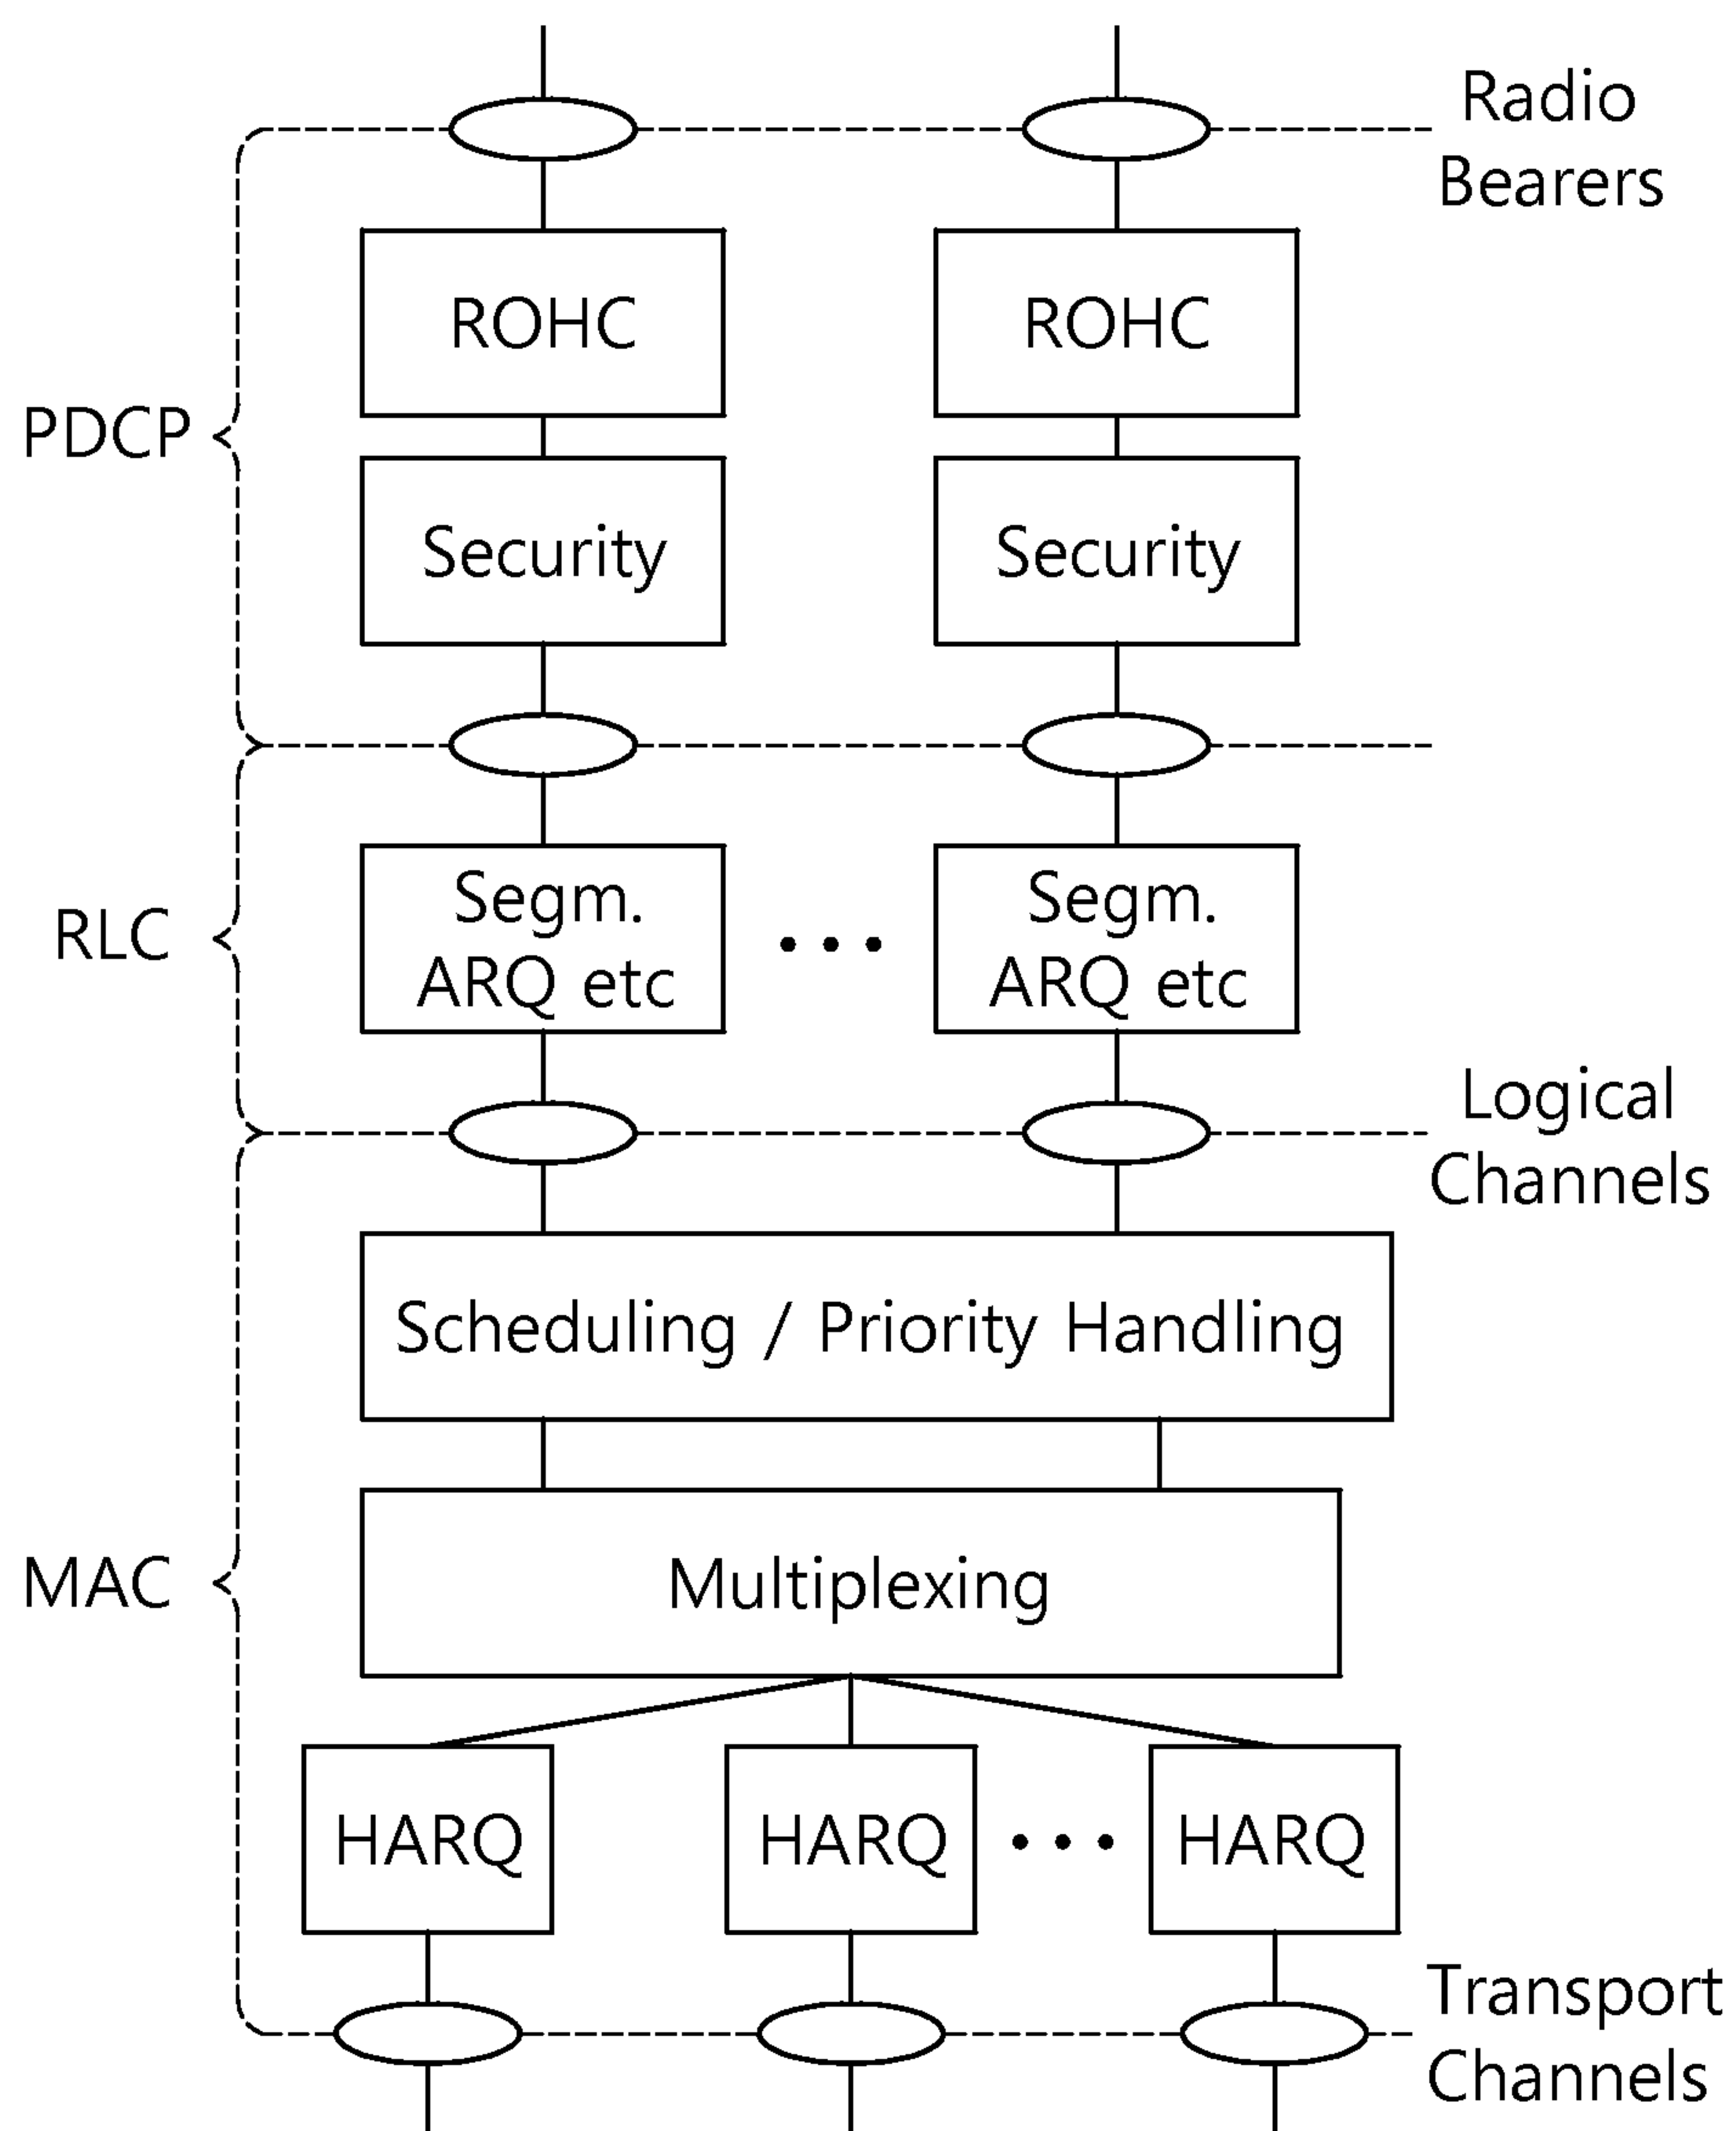 Radio
Bearers
ROHC
ROHC
PDCP
Security
Security
Segm.
ARQ etc
Segm.
ARQ etc
RLC
Logical
Channels
Scheduling / Priority Handling
MAC
Multiplexing
HARQ
HARQ
HARQ
Transport
Channels